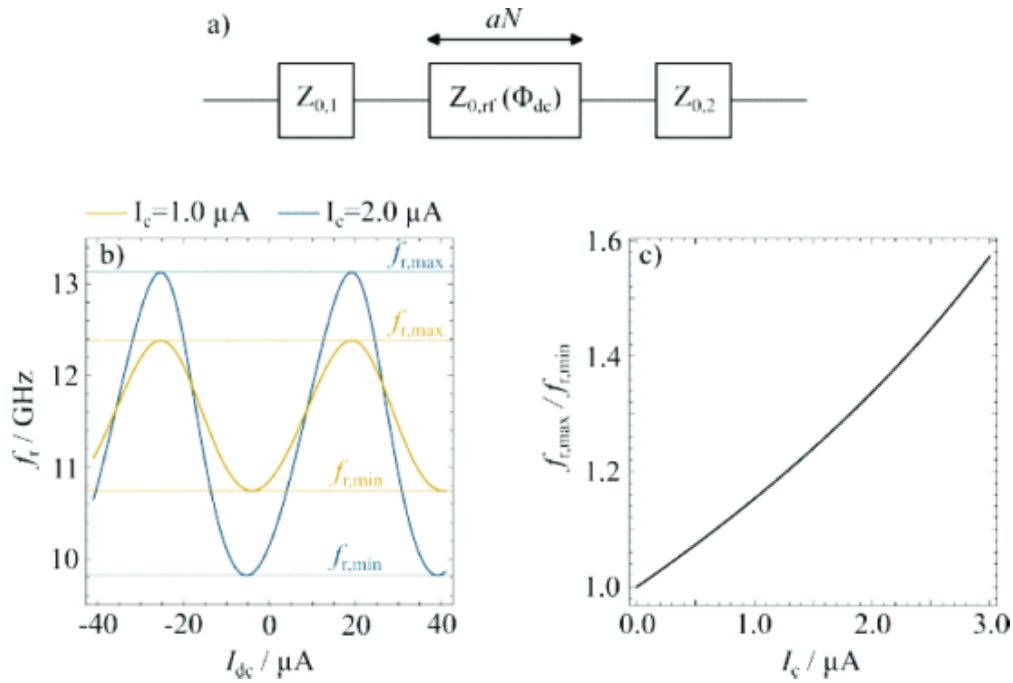 a)
aN
Z0,1
Z0,rf (Φdc)
Z0,2
Ic=1.0 μA
Ic=2.0 μA
b)
fr,max
fr,max
fr,min
fr,min
fr / GHz
13
12
11
10
-40
-20
0
20
40
Idc / μA
c)
fr,max / fr,min
1.6
1.4
1.2
1.0
0.0
1.0
2.0
3.0
Ic / μA